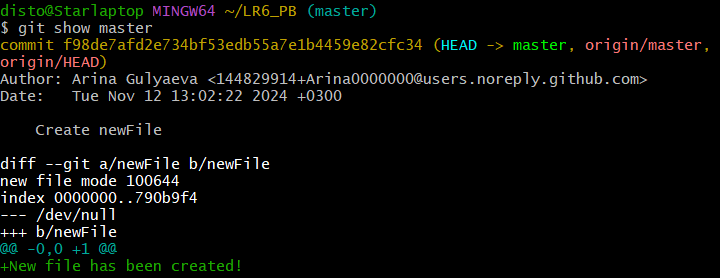 disto@Starlaptop MINGW64 ~/LR6_PB (master)
$ git show master
commit f98de7afd2e734bf53edb55a7e1b4459e82cfc34 (HEAD -> master, origin/master,
origin/HEAD)
Author: Arina Gulyaeva <144829914+Arina0000000@users.noreply.github.com>
Date:   Tue Nov 12 13:02:22 2024 +0300

    Create newFile

diff --git a/newFile b/newFile
new file mode 100644
index 0000000..790b9f4
--- /dev/null
+++ b/newFile
@@ -0,0 +1 @@
+New file has been created!